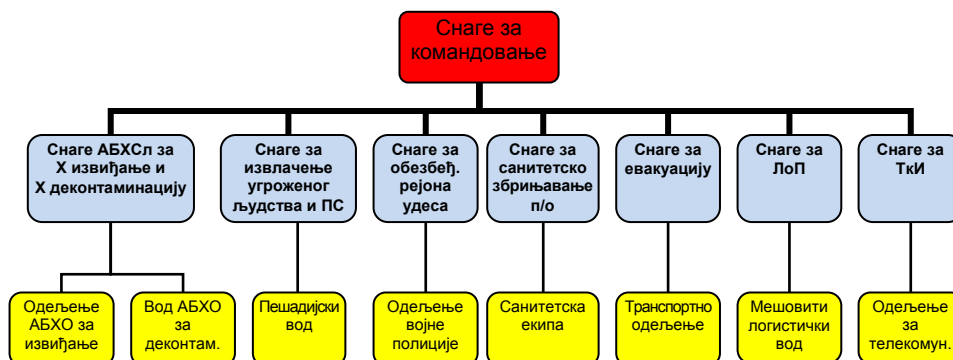 Снаге за
командовање
Снаге АБХСл за
Х извиђање и
Х деконтаминацију
Снаге за
извлачење
угроженог
људства и ПС
Снаге за
обезбеђ.
рејона
удеса
Снаге за
санитетско
збрињавање
п/о
Снаге за
евакуацију
Снаге за
ЛоП
Снаге за
ТкИ
Одељење
АБХО за
извиђање
Вод АБХО
за
деконтам.
Пешадијски
вод
Одељење
војне
полиције
Санитетска
екипа
Транспортно
одељење
Мешовити
логистички
вод
Одељење
за
телекомун.